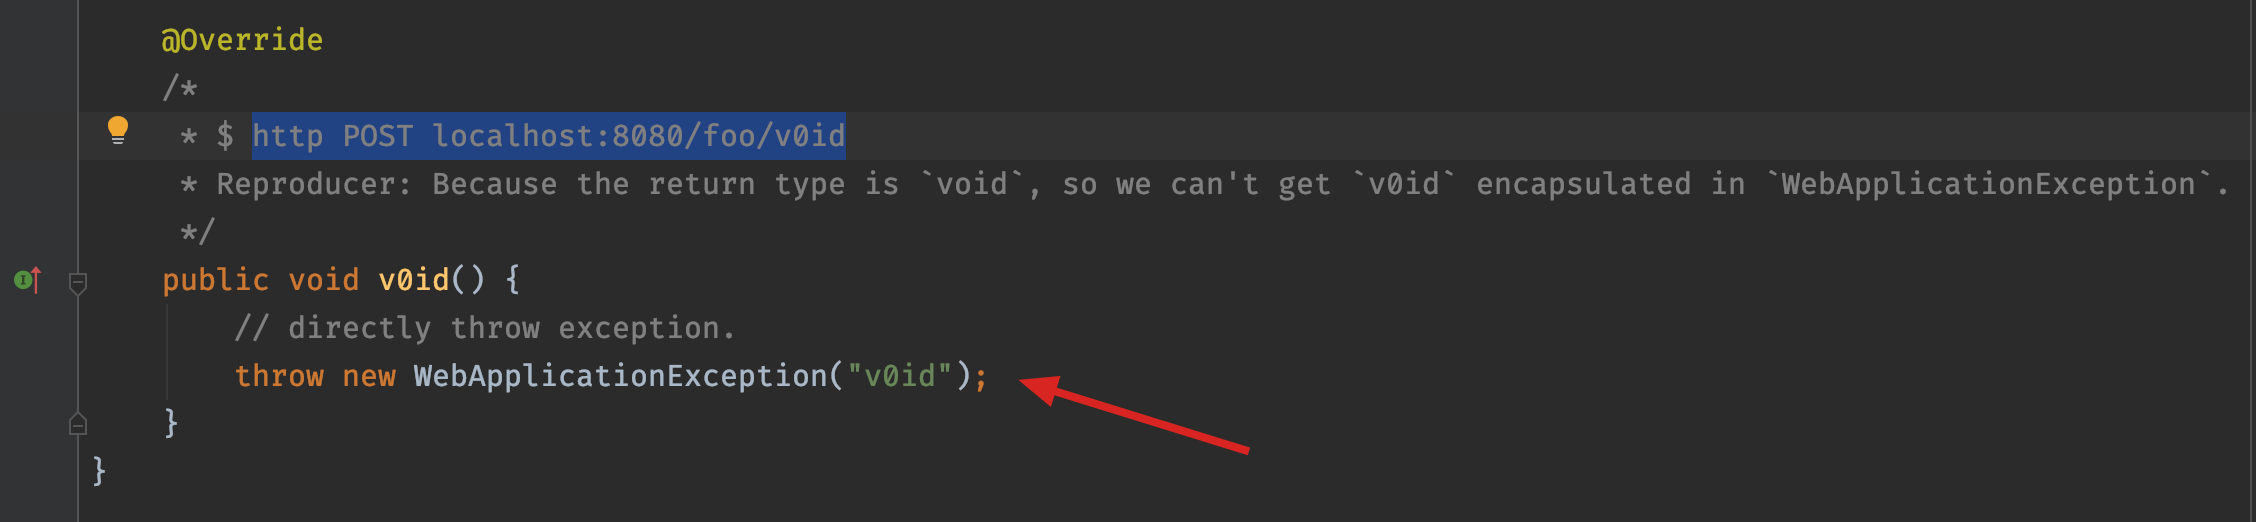 @Override
/*
* $ http POST localhost:8080/foo/v0id
* Reproducer: Because the return type is `void`, so we can't get `v0id` encapsulated in `WebApplicationException`.
*/
public void v0id() {
// directly throw exception.
throw new WebApplicationException("v0id");
}
}